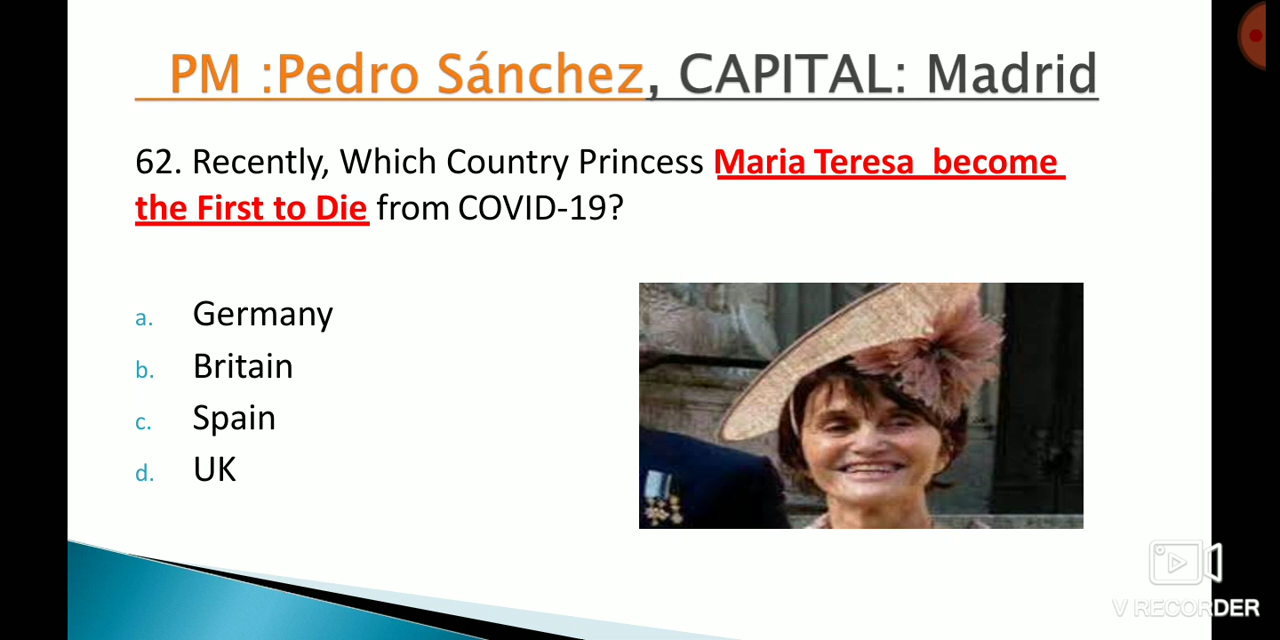 PM :Pedro Sánchez, CAPITAL: Madrid
62. Recently, Which Country Princess Maria Teresa become
the First to Die from COVID-19?
a. Germany
b. Britain
c. Spain
d. UK
V RECORDER